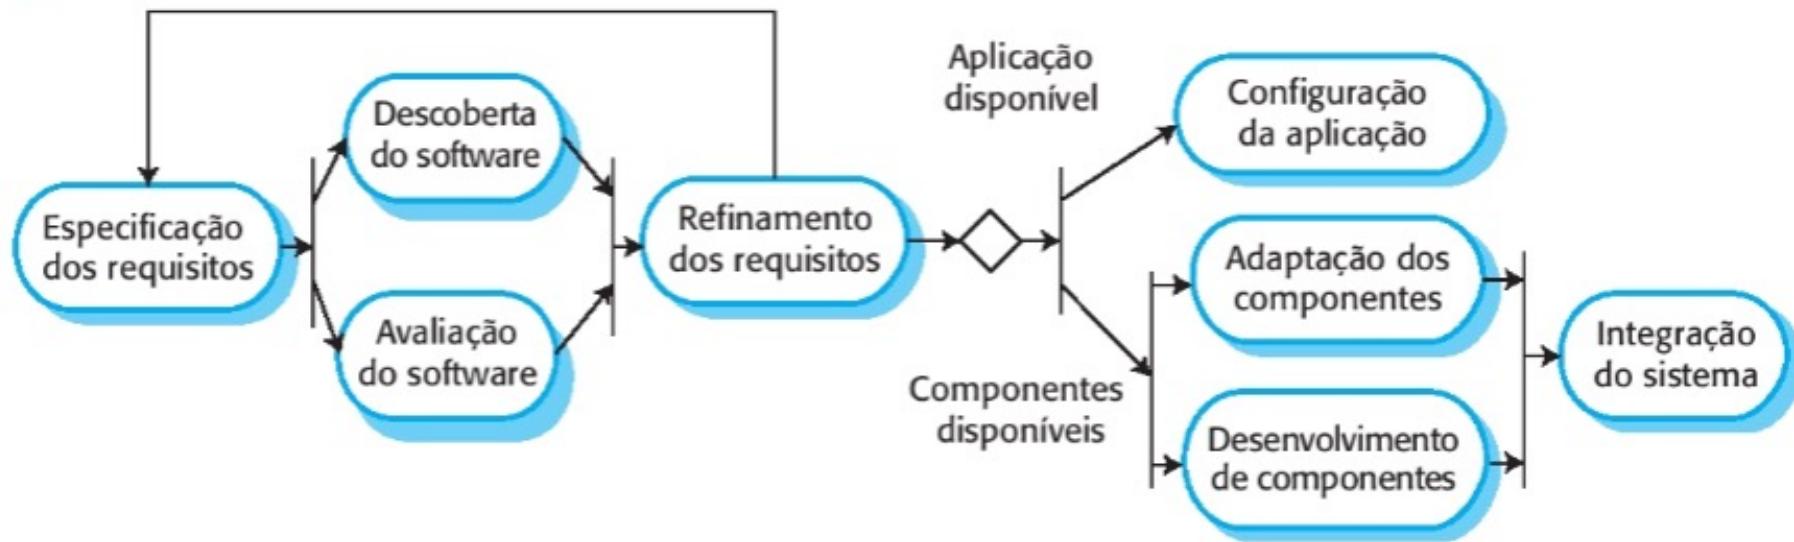 Especificação
dos requisitos
Descoberta
do software
Avaliação
do software
Refinamento
dos requisitos
Aplicação
disponível
Componentes
disponíveis
Configuração
da aplicação
Adaptação dos
componentes
Desenvolvimento
de componentes
Integração
do sistema